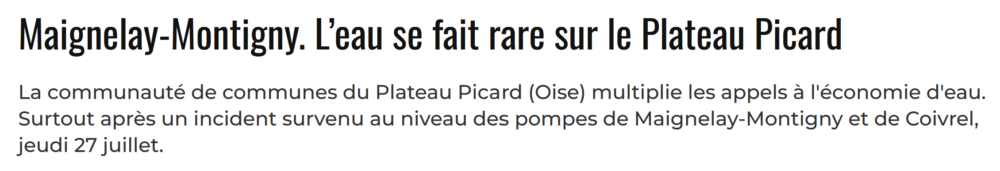 Maignelay-Montigny. L’eau se fait rare sur le Plateau Picard
La communauté de communes du Plateau Picard (Oise) multiplie les appels à l'économie d'eau.
Surtout après un incident survenu au niveau des pompes de Maignelay-Montigny et de Coivrel,
jeudi 27 juillet.